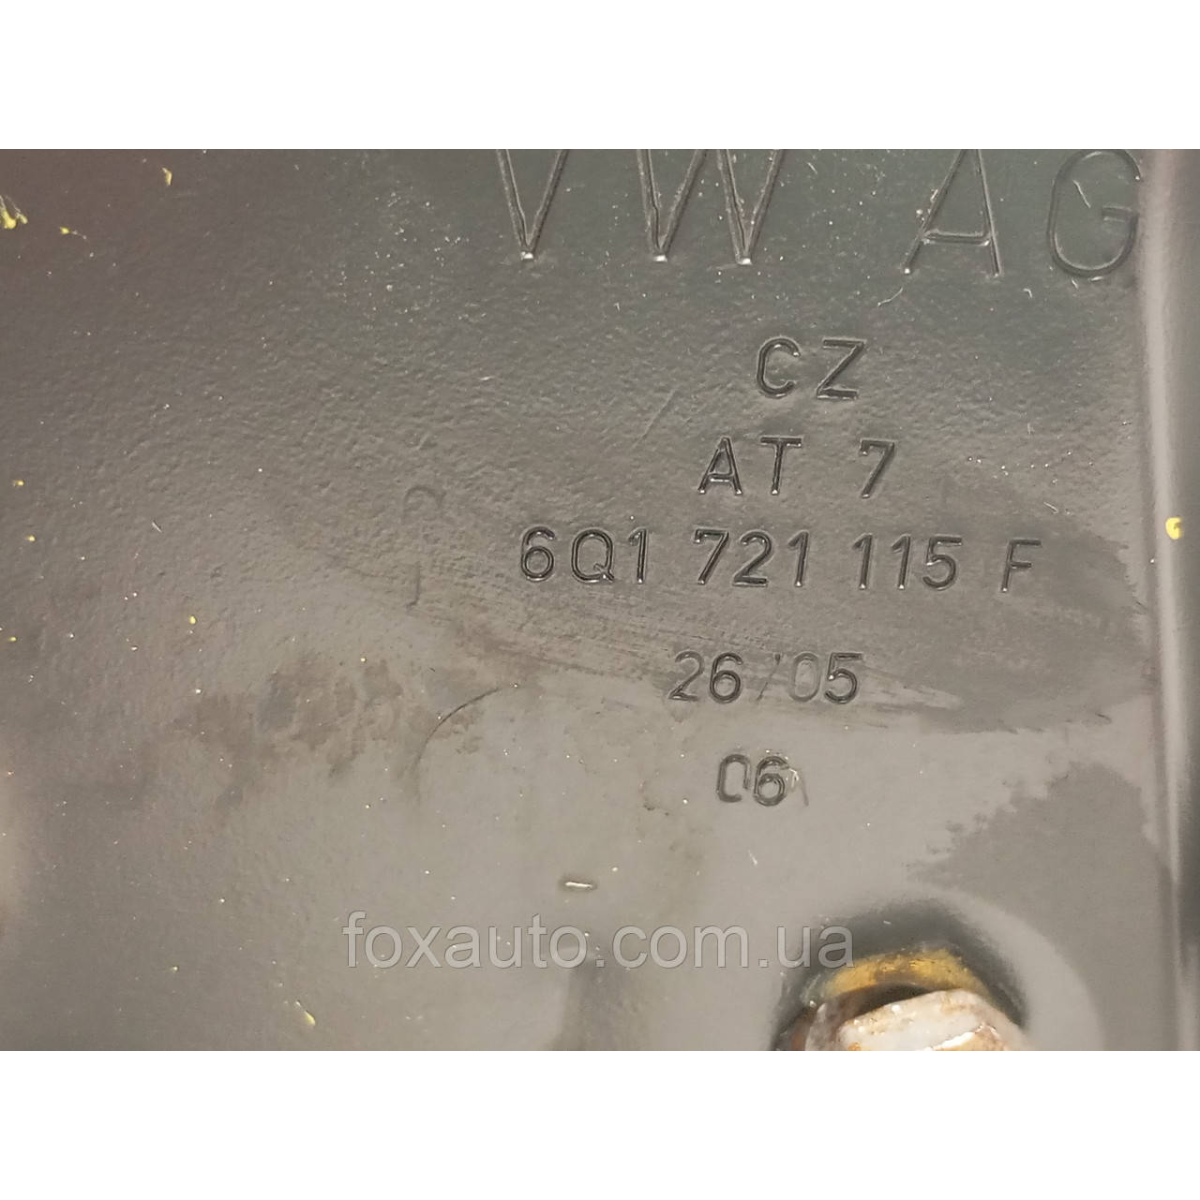 VW AG
CZ
AT 7
6Q1 721 115 F
26/05
06
foxauto.com.ua